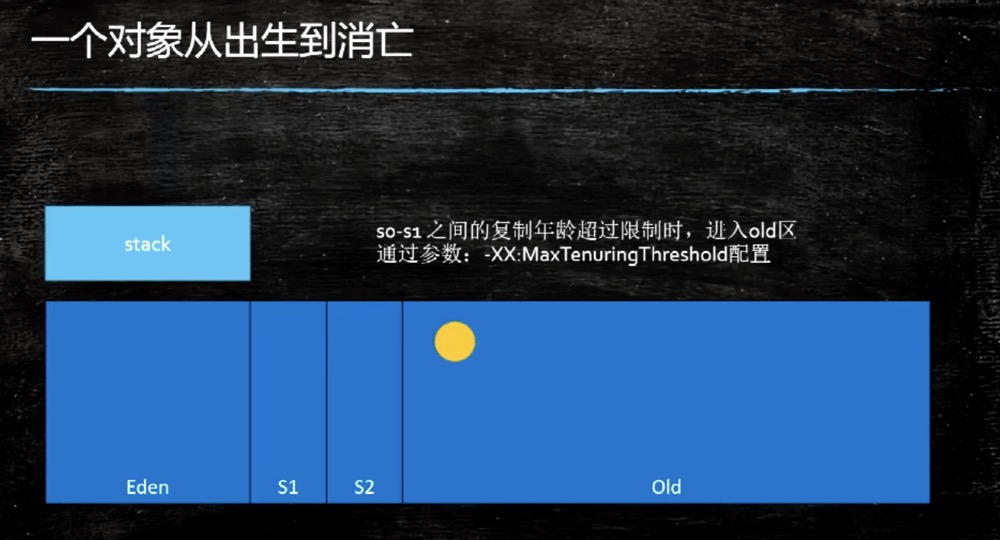 一个对象从出生到消亡
stack
s0-s1 之间的复制年龄超过限制时，进入old区
通过参数：-XX:MaxTenuringThreshold配置
Eden
S1
S2
Old